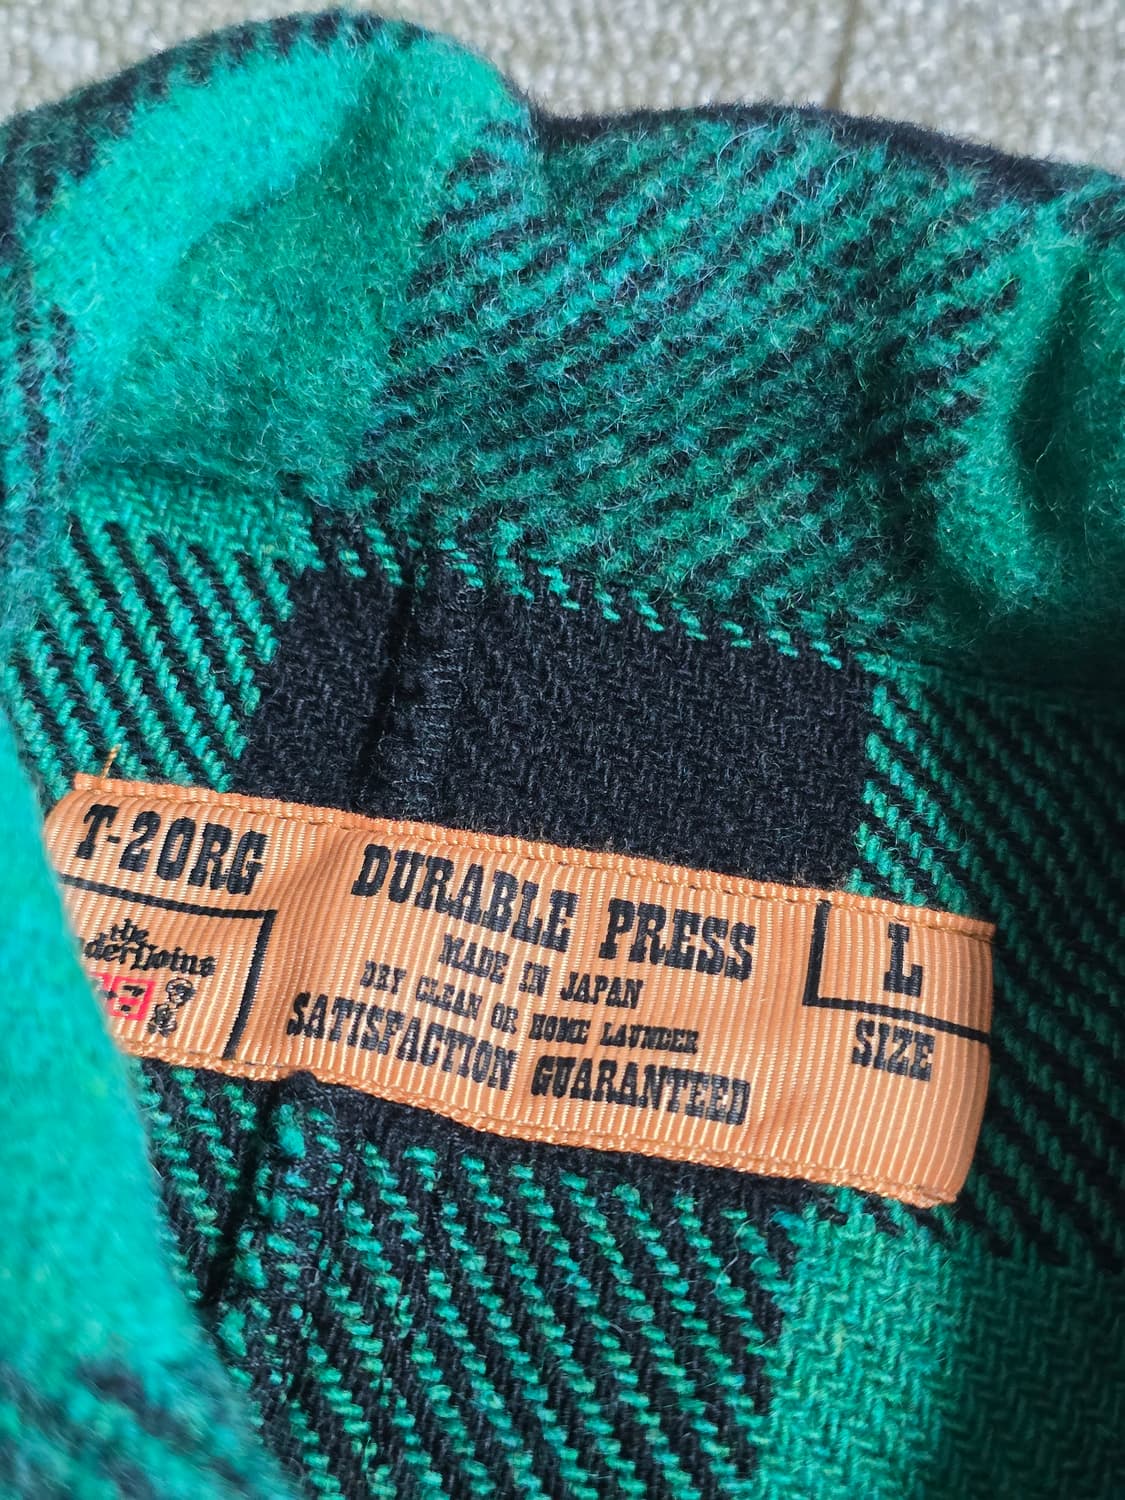 T-20RG
DURABLE PRESS
MADE IN JAPAN
DRY CLEAN OR HOME LAUNDER
SATISFACTION GUARANTEED
L
SIZE